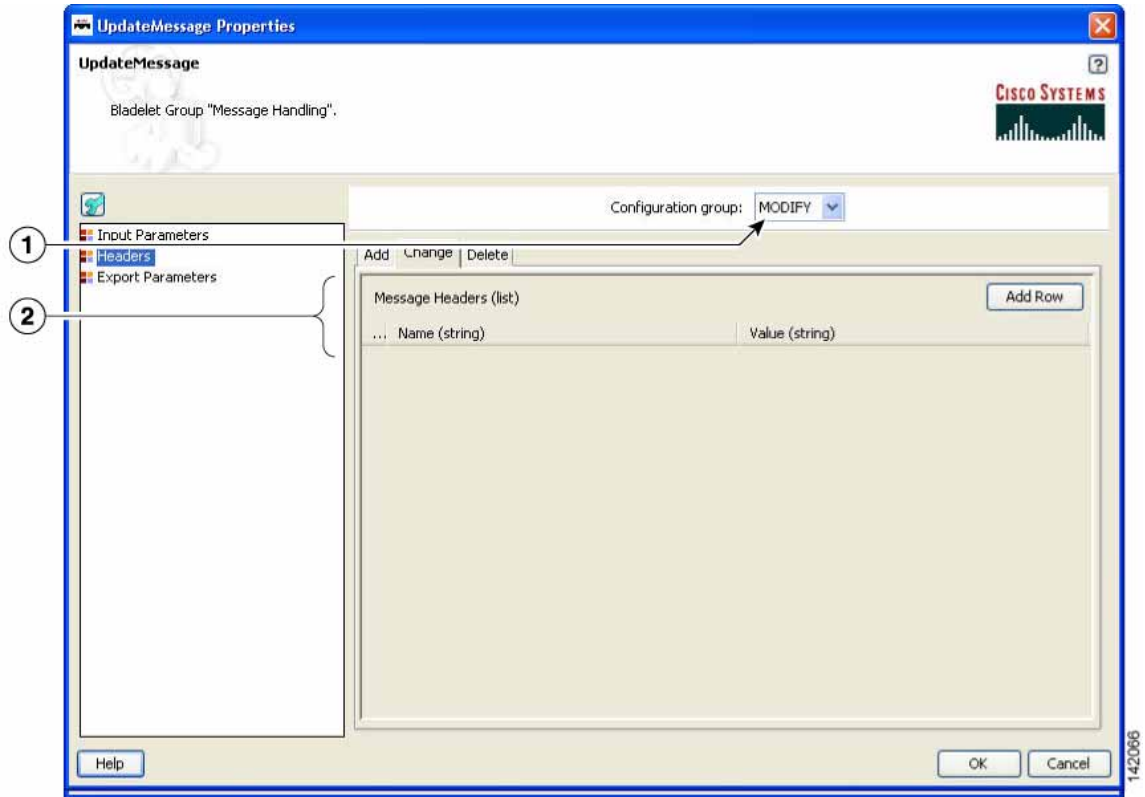 UpdateMessage Properties
UpdateMessage
?
Bladelet Group "Message Handling".
CISCO SYSTEMS
Configuration group: MODIFY
1
Input Parameters
Headers
Export Parameters
2
Add Change Delete
Message Headers (list) Add Row
... Name (string) Value (string)
Help OK Cancel
142066